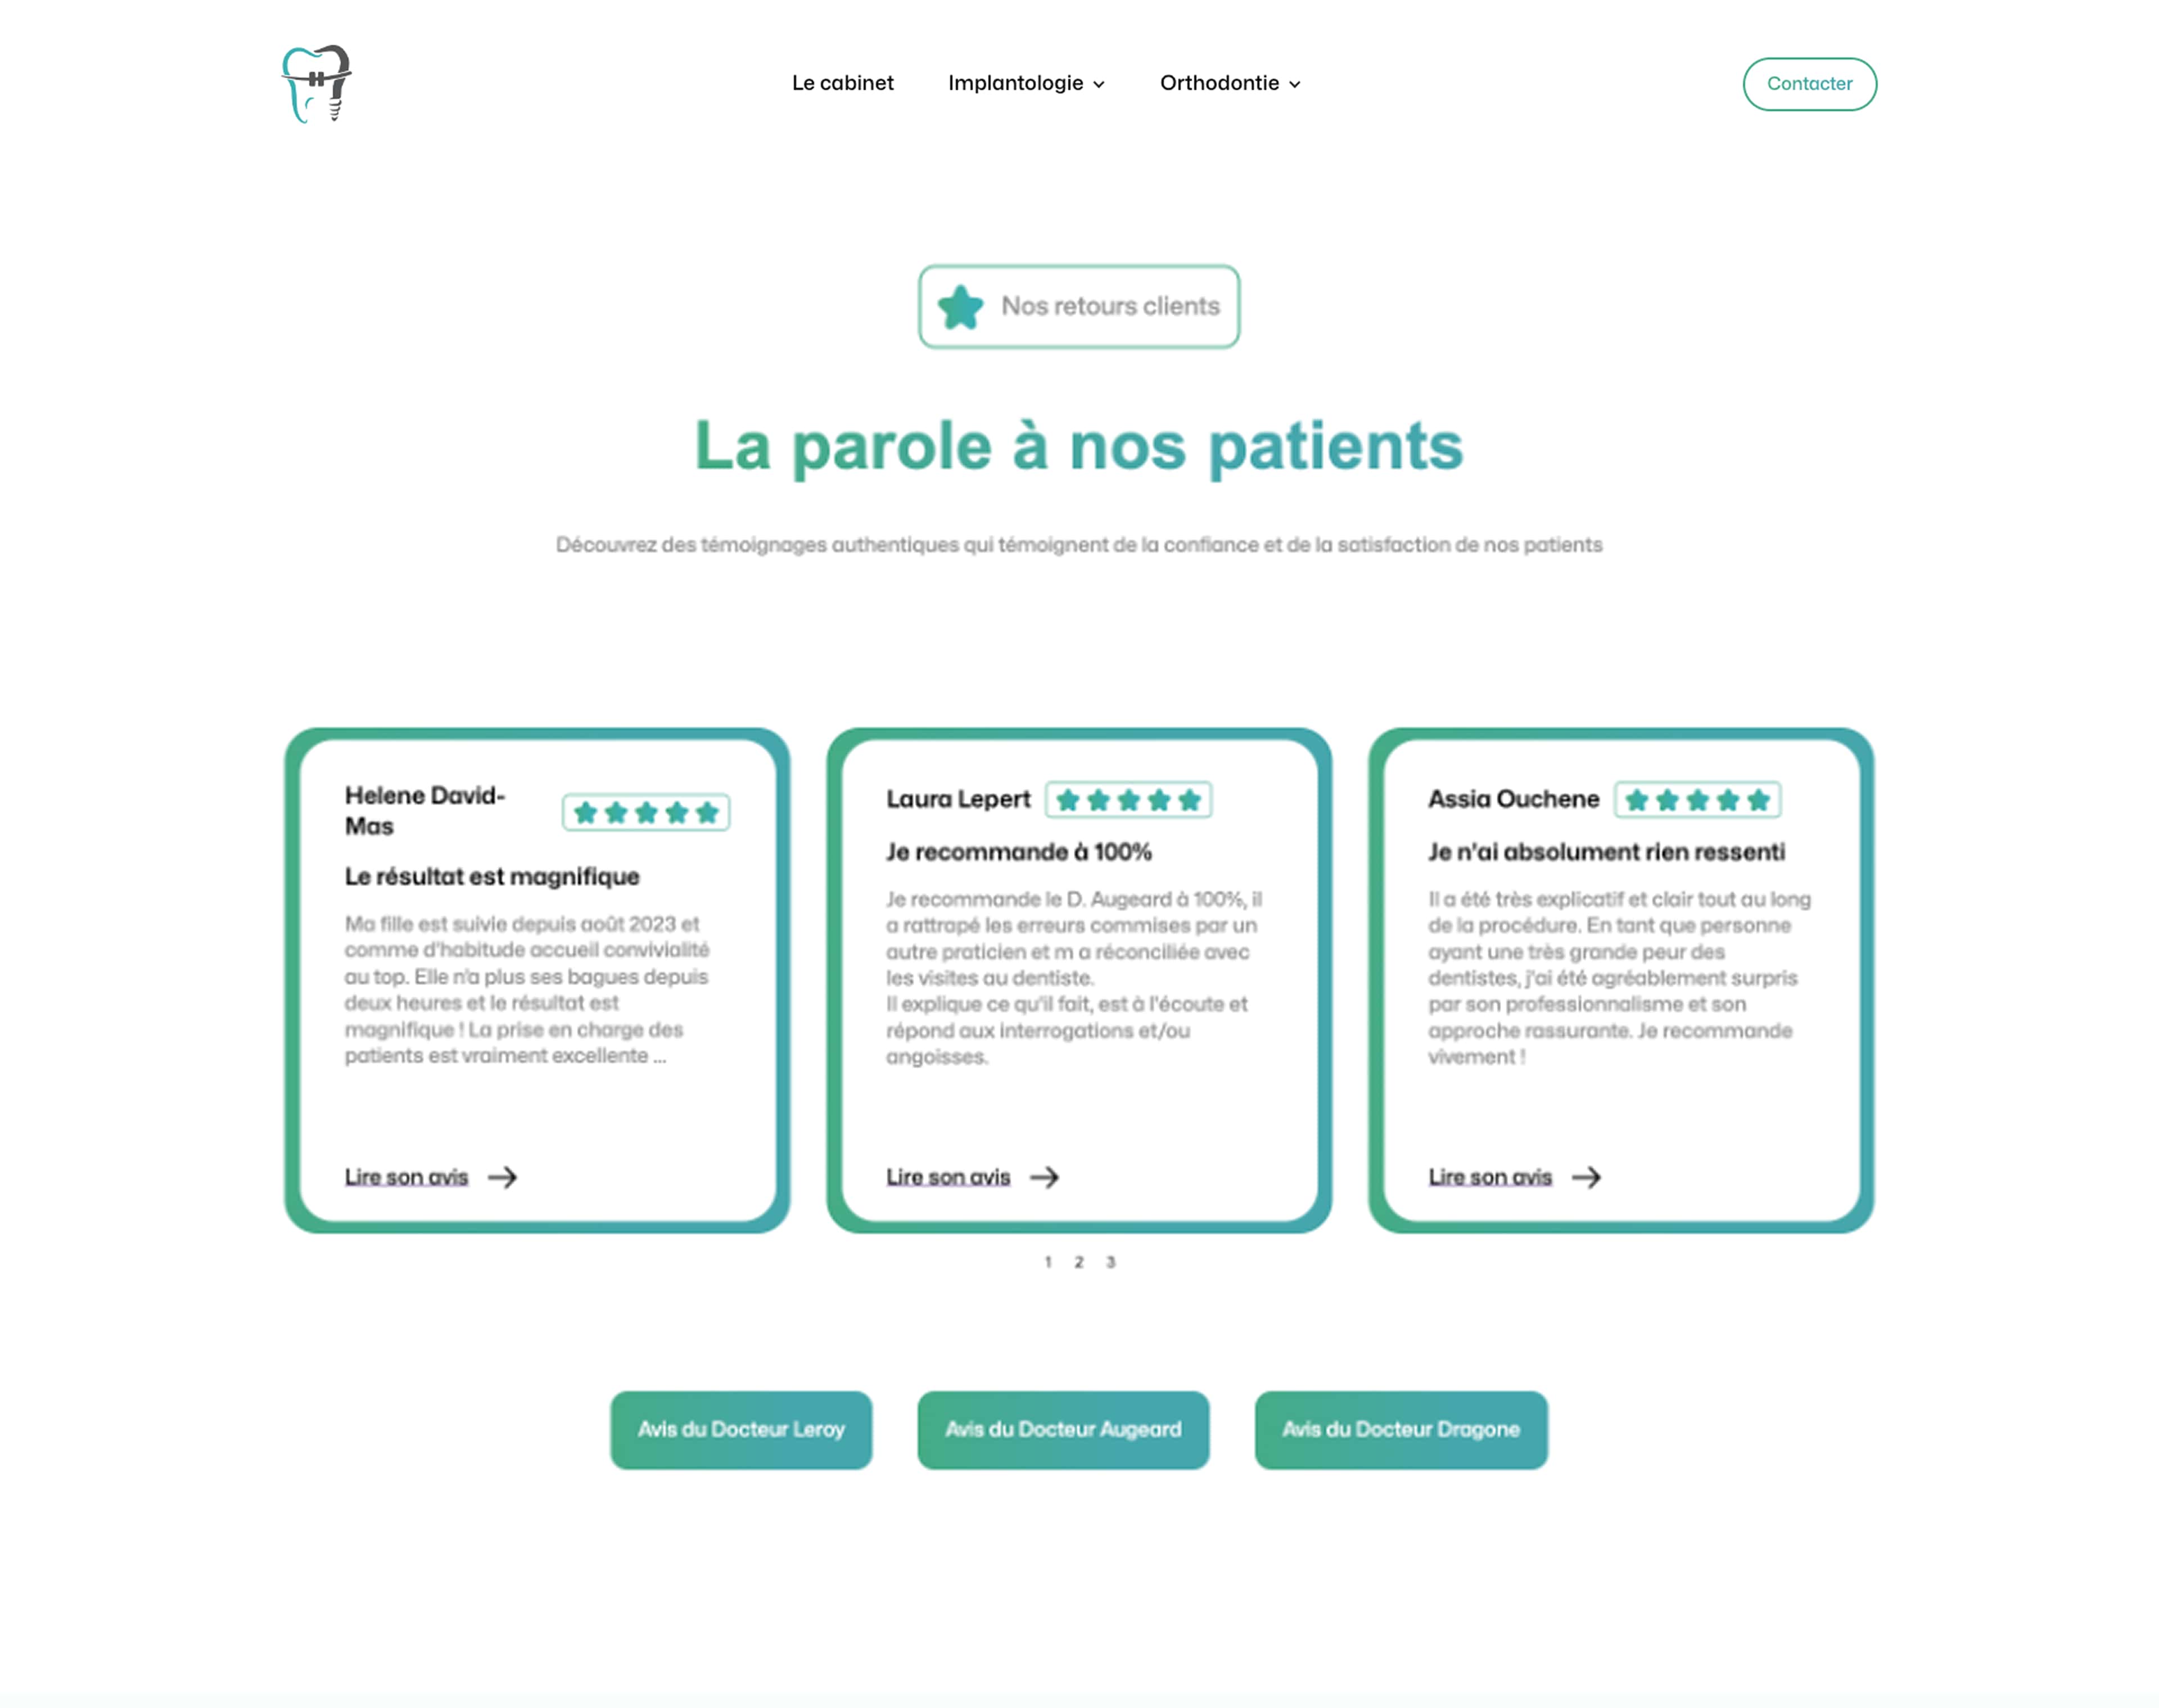 Le cabinet
Implantologie
Orthodontie
Contacter
Nos retours clients
La parole à nos patients
Découvrez des témoignages authentiques qui témoignent de la confiance et de la satisfaction de nos patients
Helene David-
Mas
Le résultat est magnifique
Ma fille est suivie depuis août 2023 et
comme d'habitude accueil convivialité
au top. Elle n'a plus ses bagues depuis
deux heures et le résultat est
magnifique ! La prise en charge des
patients est vraiment excellente ...
Lire son avis
Laura Lepert
Je recommande à 100%
Je recommande le D. Augeard à 100%, il
a rattrapé les erreurs commises par un
autre praticien et m a réconciliée avec
les visites au dentiste.
Il explique ce qu'il fait, est à l'écoute et
répond aux interrogations et/ou
angoisses.
Lire son avis
Assia Ouchene
Je n'ai absolument rien ressenti
Il a été très explicatif et clair tout au long
de la procédure. En tant que personne
ayant une très grande peur des
dentistes, j'ai été agréablement surpris
par son professionnalisme et son
approche rassurante. Je recommande
vivement !
Lire son avis
1 2 3
Avis du Docteur Leroy
Avis du Docteur Augeard
Avis du Docteur Dragone